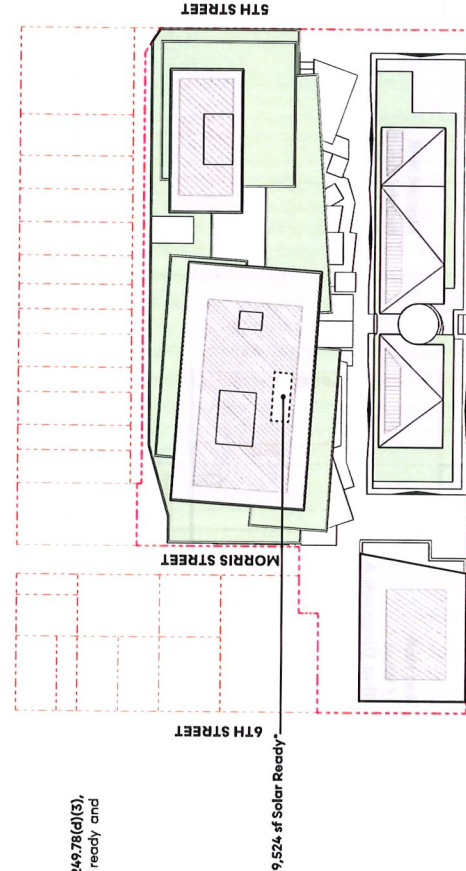 5TH STREET
MORRIS STREET
6TH STREET
249.78(d)(3),
ready and
9,524 sf Solar Ready*